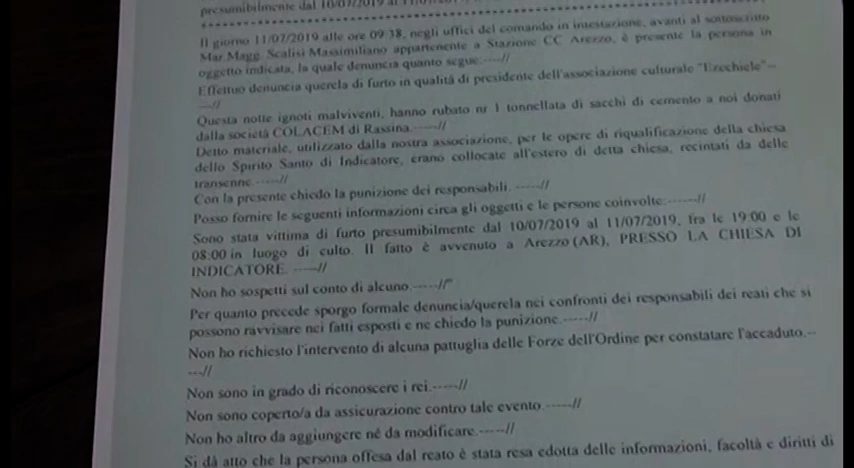 presumibilmente dal 10/07/2019 al
Il giorno 11/07/2019 alle ore 09:38, negli uffici del comando in intestazione, avanti al sottoscritto
Mar.Magg. Scalisi Massimiliano appartenente a Stazione CC Arezzo, è presente la persona in
oggetto indicata, la quale denuncia quanto segue:-----//
Effettuo denuncia querela di furto in qualità di presidente dell'associazione culturale "Ezechiele"--
---//
Questa notte ignoti malviventi, hanno rubato nr 1 tonnellata di sacchi di cemento a noi donati
dalla società COLACEM di Rassina.-----//
Detto materiale, utilizzato dalla nostra associazione, per le opere di riqualificazione della chiesa
dello Spirito Santo di Indicatore, erano collocate all'estero di detta chiesa, recintati da delle
transenne.-----//
Con la presente chiedo la punizione dei responsabili. -----//
Posso fornire le seguenti informazioni circa gli oggetti e le persone coinvolte:------//
Sono stata vittima di furto presumibilmente dal 10/07/2019 al 11/07/2019, fra le 19:00 e le
08:00 in luogo di culto. Il fatto è avvenuto a Arezzo (AR), PRESSO LA CHIESA DI
INDICATORE. -----//
Non ho sospetti sul conto di alcuno.-----//"
Per quanto precede sporgo formale denuncia/querela nei confronti dei responsabili dei reati che si
possono ravvisare nei fatti esposti e ne chiedo la punizione.-----//
Non ho richiesto l'intervento di alcuna pattuglia delle Forze dell'Ordine per constatare l'accaduto.--
---//
Non sono in grado di riconoscere i rei.-----//
Non sono coperto/a da assicurazione contro tale evento.-----//
Non ho altro da aggiungere né da modificare.-----//
Si dà atto che la persona offesa dal reato è stata resa edotta delle informazioni, facoltà e diritti di